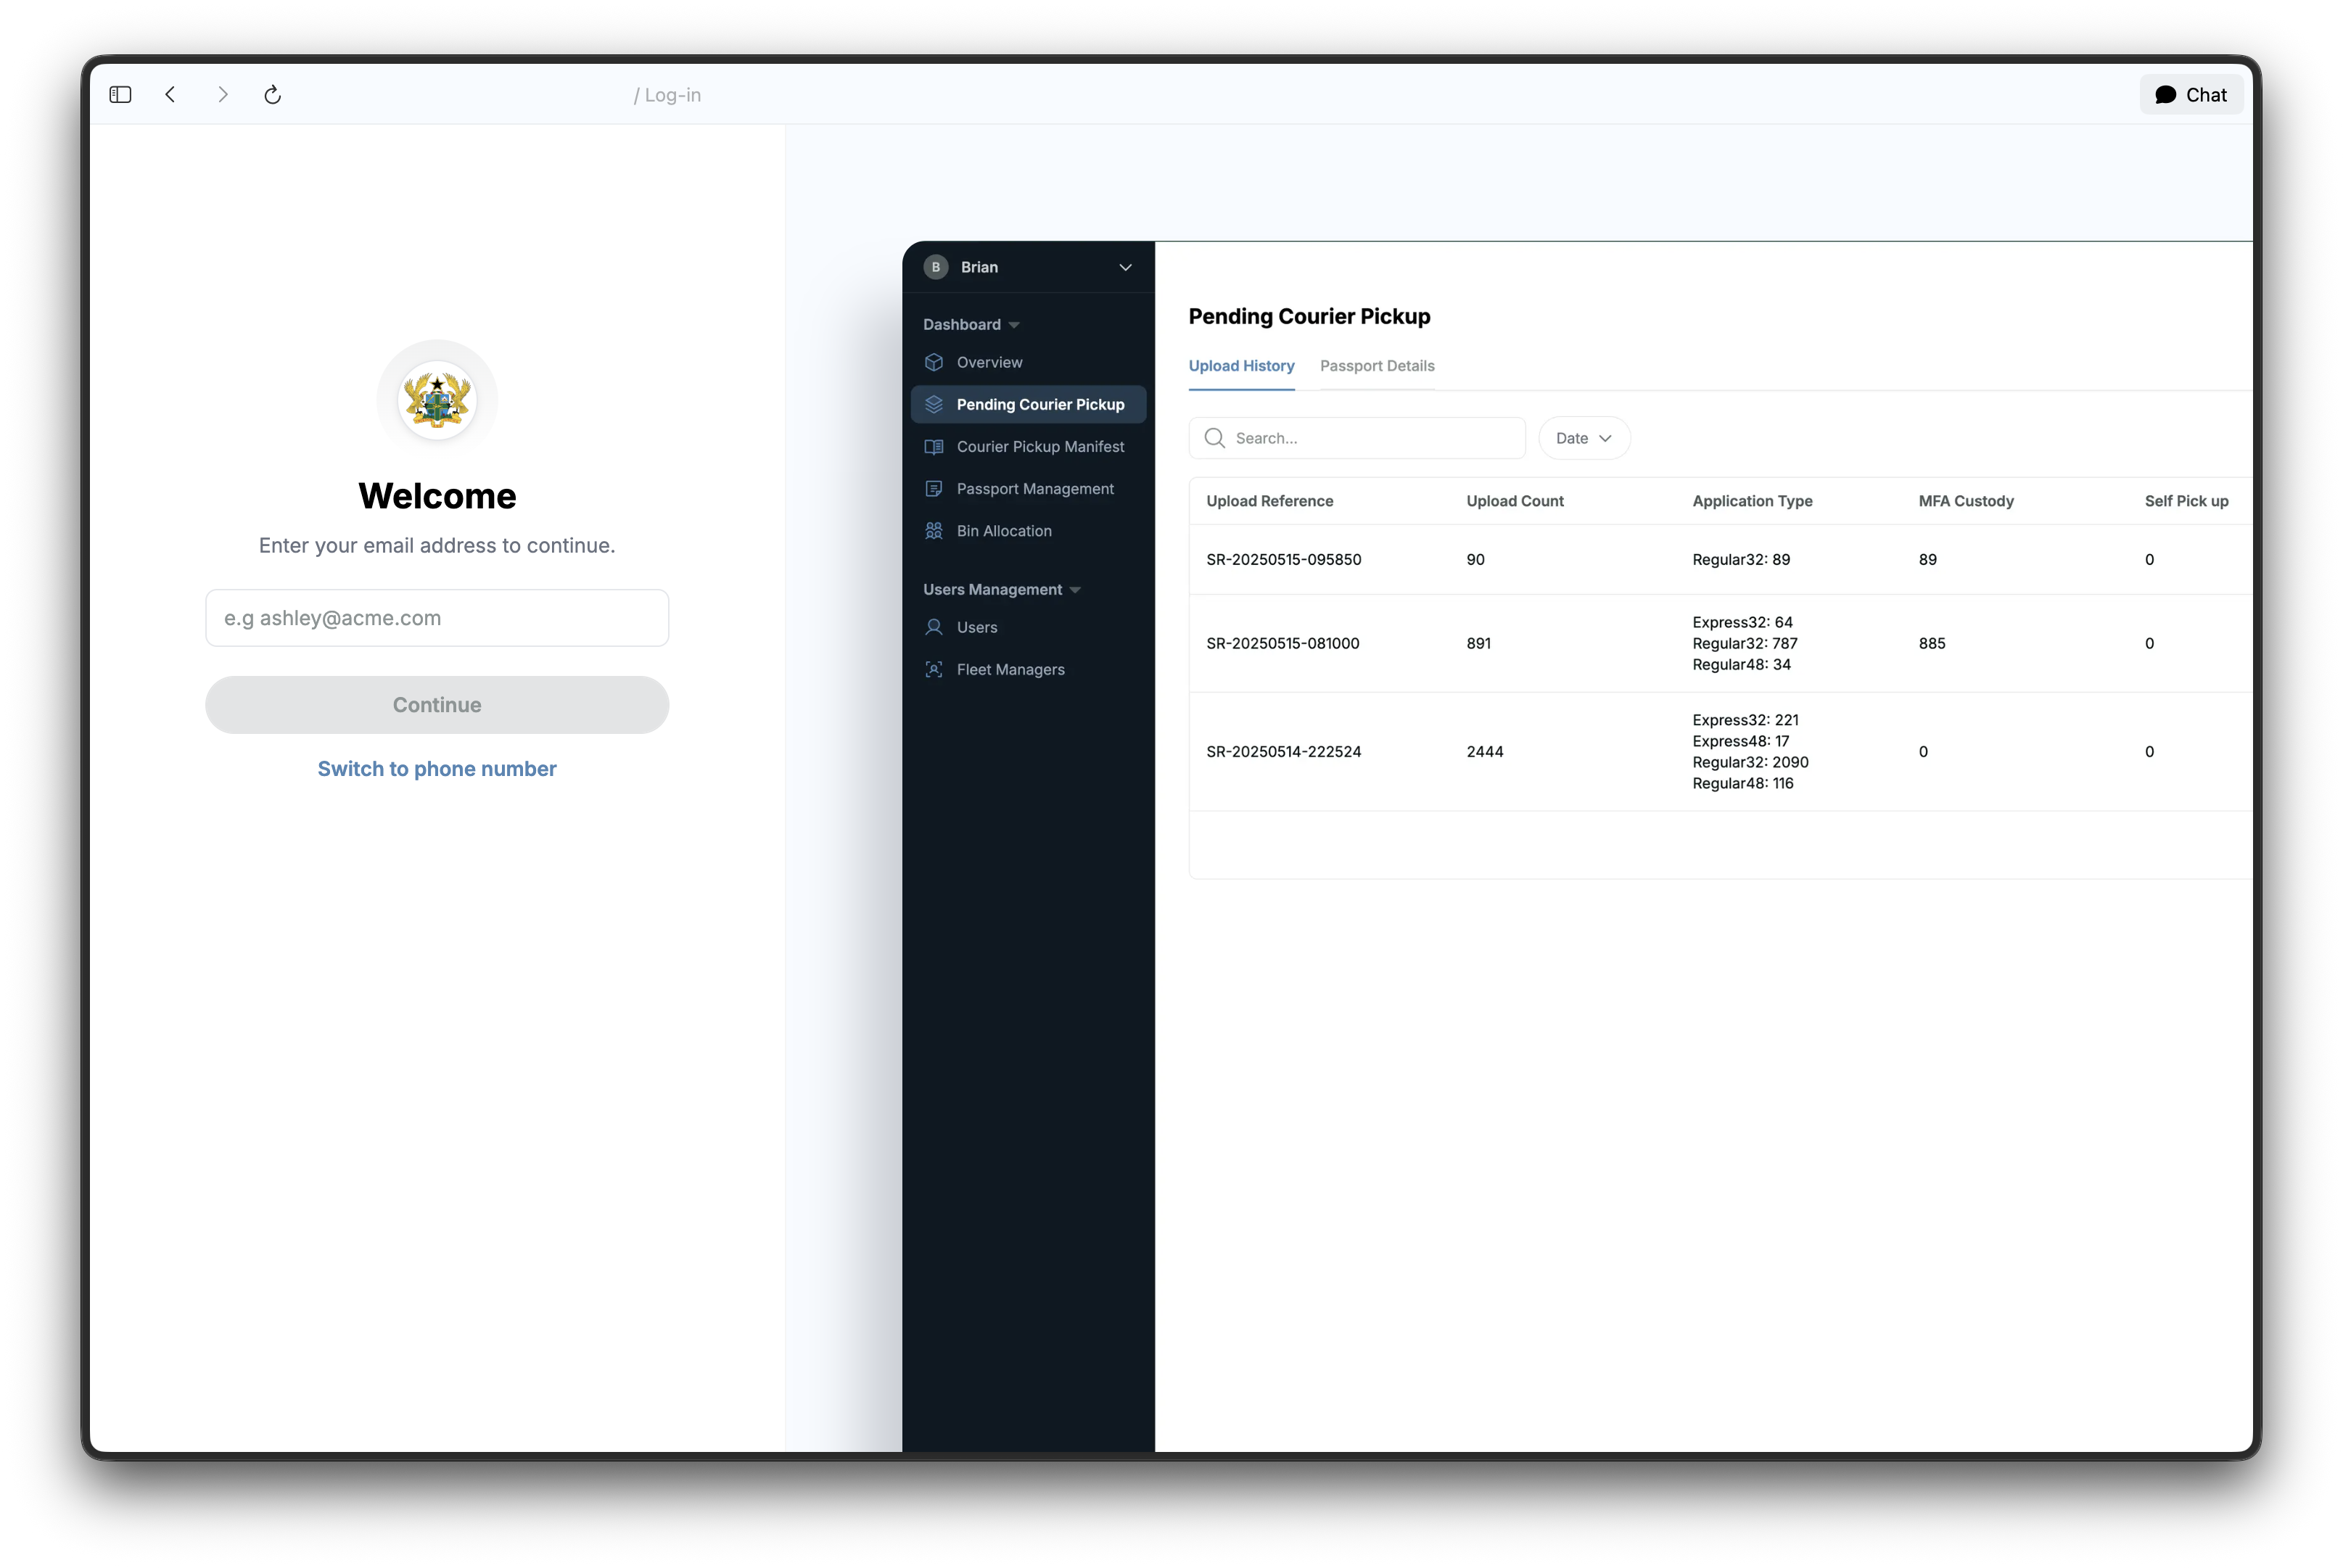 / Log-in
Chat
Welcome
Enter your email address to continue.
e.g ashley@acme.com
Continue
Switch to phone number
B Brian
Dashboard
Overview
Pending Courier Pickup
Courier Pickup Manifest
Passport Management
Bin Allocation
Users Management
Users
Fleet Managers
Pending Courier Pickup
Upload History Passport Details
Search... Date
Upload Reference Upload Count Application Type MFA Custody Self Pick up
SR-20250515-095850 90 Regular32: 89 89 0
Express32: 64
SR-20250515-081000 891 Regular32: 787 885 0
Regular48: 34
Express32: 221
Express48: 17
SR-20250514-222524 2444 0 0
Regular32: 2090
Regular48: 116